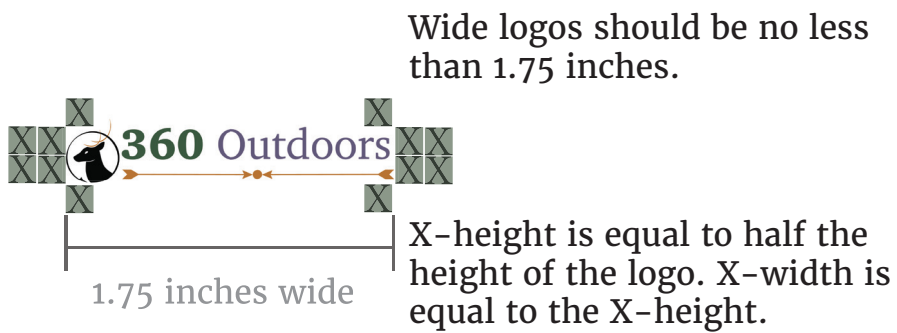 Wide logos should be no less
than 1.75 inches.
X X
X X 360 Outdoors X X
X X X X
X X
1.75 inches wide
X-height is equal to half the
height of the logo. X-width is
equal to the X-height.